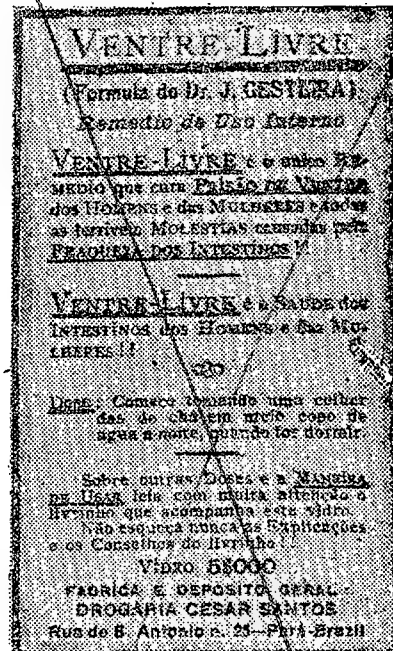 VENTRE-LIVRE
(Formula do Dr. J. GESTEIRA)
Remedio de Uso Interno
VENTRE-LIVRE é o unico RE-
MEDIO que cura PRISÃO DE VENTRE
dos HOMENS e das MULHERES e todas
as terriveis MOLESTIAS causadas pela
FRAQUEZA DOS INTESTINOS !!
VENTRE-LIVRE é a SAUDE dos
INTESTINOS dos HOMENS e das MU-
LHERES!!
DOSE: Comece tomando uma colher
das de chá em meio copo de
agua á noite, quando for dormir.
Sobre outras Doses e a MANEIRA
DE USAR leia com muita attenção o
livrinho que acompanha este vidro.
Não esqueça nunca as Explicações
e os Conselhos do livrinho !!
VIDRO 5$000
FABRICA E DEPOSITO GERAL:
DROGARIA CESAR SANTOS
Rua de S. Antonio n. 25—Pará-Brazil